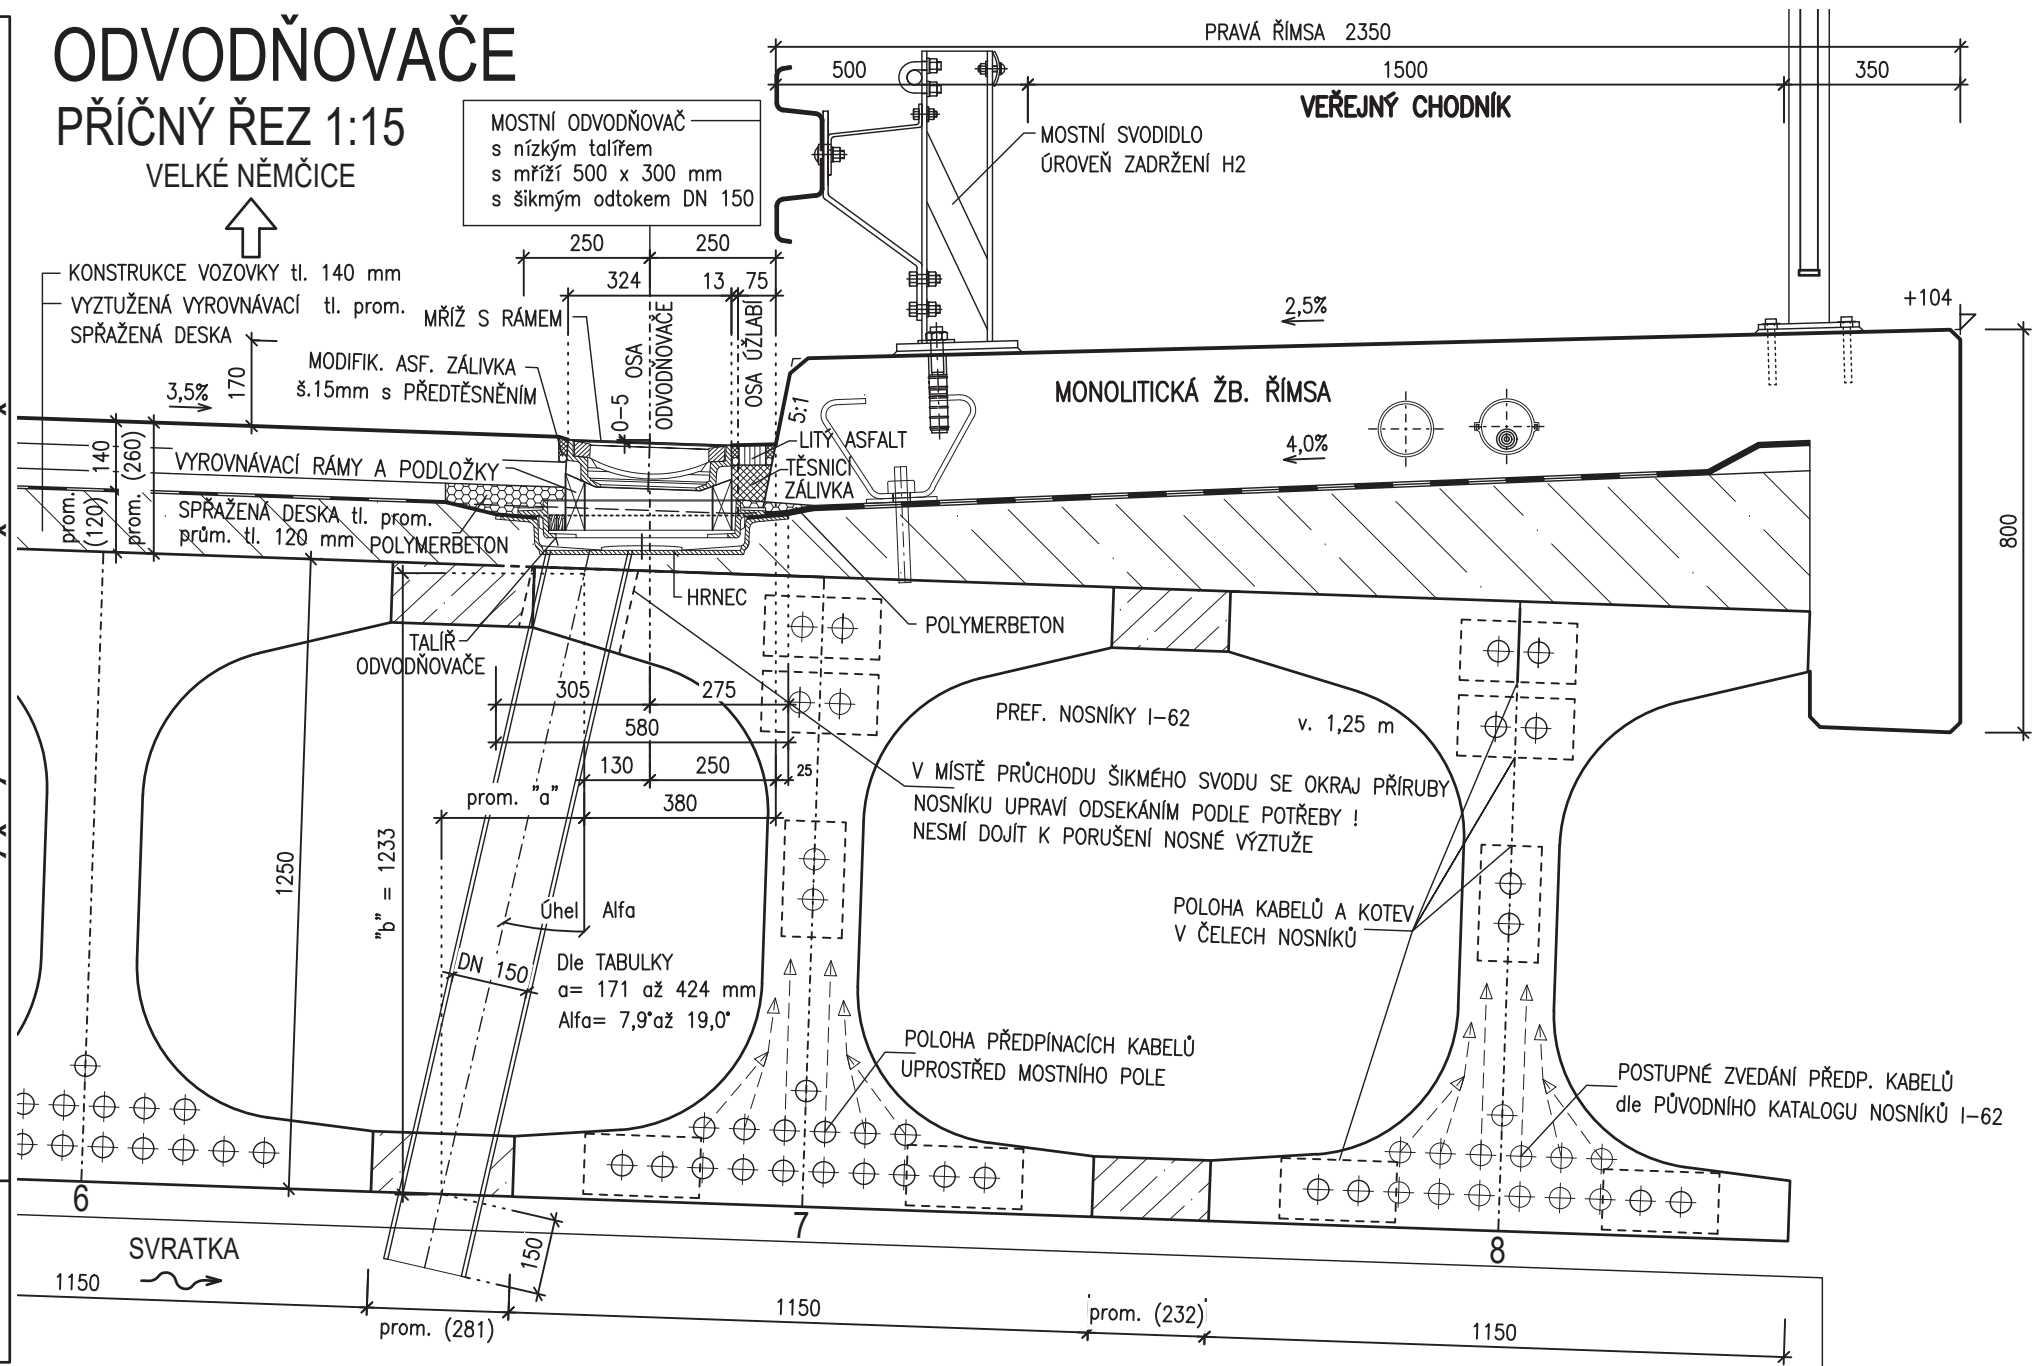 ODVODŇOVAČE
PŘÍČNÝ ŘEZ 1:15
VELKÉ NĚMČICE
MOSTNÍ ODVODŇOVAČ
s nízkým talířem
s mříží 500 x 300 mm
s šikmým odtokem DN 150
PRAVÁ ŘÍMSA 2350
500
1500
350
VEŘEJNÝ CHODNÍK
MOSTNÍ SVODIDLO
ÚROVEŇ ZADRŽENÍ H2
250
250
324
13
75
KONSTRUKCE VOZOVKY tl. 140 mm
VYZTUŽENÁ VYROVNÁVACÍ tl. prom.
SPŘAŽENÁ DESKA
MŘÍŽ S RÁMEM
MODIFIK. ASF. ZÁLIVKA
š.15mm s PŘEDTĚSNĚNÍM
OSA
ODVODŇOVAČE
OSA ÚŽLABÍ
0-5
5:1
170
3,5%
2,5%
+104
4,0%
MONOLITICKÁ ŽB. ŘÍMSA
LITÝ ASFALT
TĚSNICÍ
ZÁLIVKA
VYROVNÁVACÍ RÁMY A PODLOŽKY
140
prom. (260)
prom.
(120)
SPŘAŽENÁ DESKA tl. prom.
prům. tl. 120 mm
POLYMERBETON
800
HRNEC
POLYMERBETON
TALÍŘ
ODVODŇOVAČE
305
275
580
130
250
25
380
prom. "a"
PREF. NOSNÍKY I-62
v. 1,25 m
V MÍSTĚ PRŮCHODU ŠIKMÉHO SVODU SE OKRAJ PŘÍRUBY
NOSNÍKU UPRAVÍ ODSEKÁNÍM PODLE POTŘEBY !
NESMÍ DOJÍT K PORUŠENÍ NOSNÉ VÝZTUŽE
1250
"b" = 1233
Úhel Alfa
POLOHA KABELŮ A KOTEV
V ČELECH NOSNÍKŮ
DN 150
Dle TABULKY
a= 171 až 424 mm
Alfa= 7,9°až 19,0°
POLOHA PŘEDPÍNACÍCH KABELŮ
UPROSTŘED MOSTNÍHO POLE
POSTUPNÉ ZVEDÁNÍ PŘEDP. KABELŮ
dle PŮVODNÍHO KATALOGU NOSNÍKŮ I-62
6
7
8
SVRATKA
150
1150
prom. (281)
1150
prom. (232)
1150